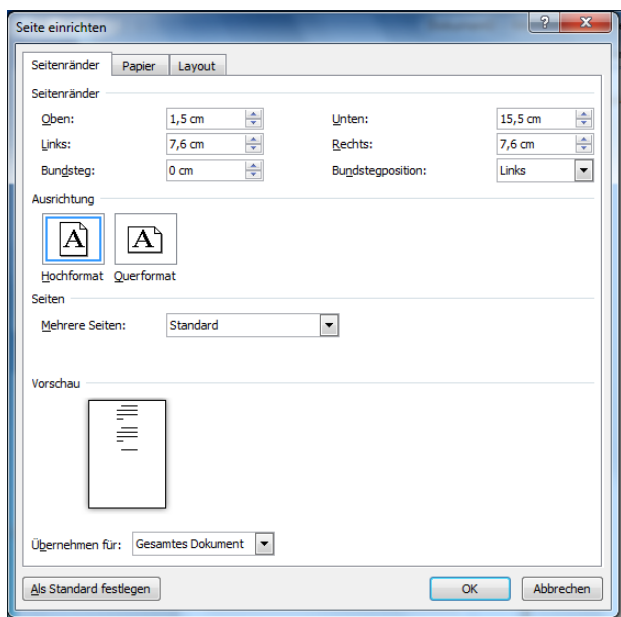 Seite einrichten
Seitenränder Papier Layout
Seitenränder
Oben: 1,5 cm Unten: 15,5 cm
Links: 7,6 cm Rechts: 7,6 cm
Bundsteg: 0 cm Bundstegposition: Links
Ausrichtung
A A
Hochformat Querformat
Seiten
Mehrere Seiten: Standard
Vorschau
Übernehmen für: Gesamtes Dokument
Als Standard festlegen OK Abbrechen